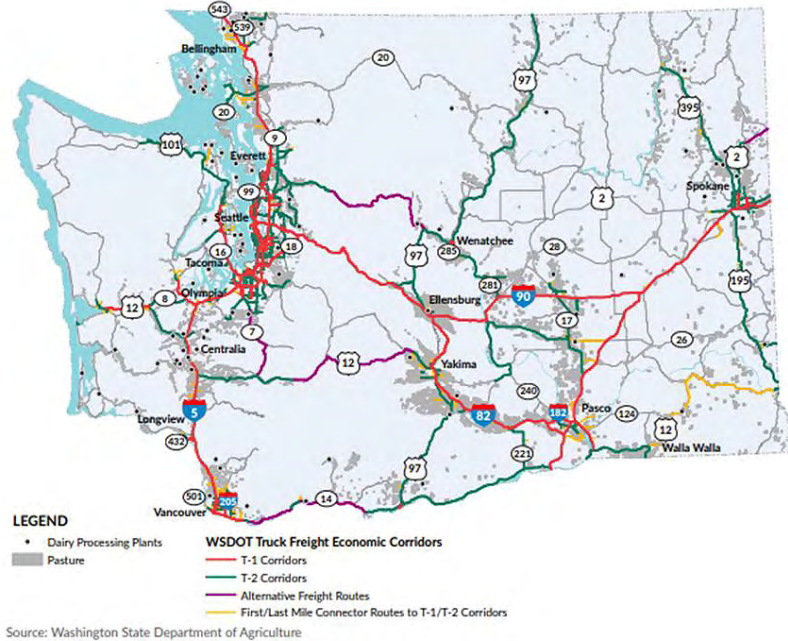 543
539
Bellingham
20
97
20
395
101
9
2
Everett
Spokane
99
2
Seattle
Wenatchee
18
28
16
97
285
Tacoma
195
281
90
Olympia
8
Ellensburg
12
17
7
26
Centralia
12
Yakima
240
5
82
182
Pasco
124
Longview
12
432
221
Walla Walla
97
501
205
14
Vancouver
LEGEND
Dairy Processing Plants
Pasture
WSDOT Truck Freight Economic Corridors
T-1 Corridors
T-2 Corridors
Alternative Freight Routes
First/Last Mile Connector Routes to T-1/T-2 Corridors
Source: Washington State Department of Agriculture